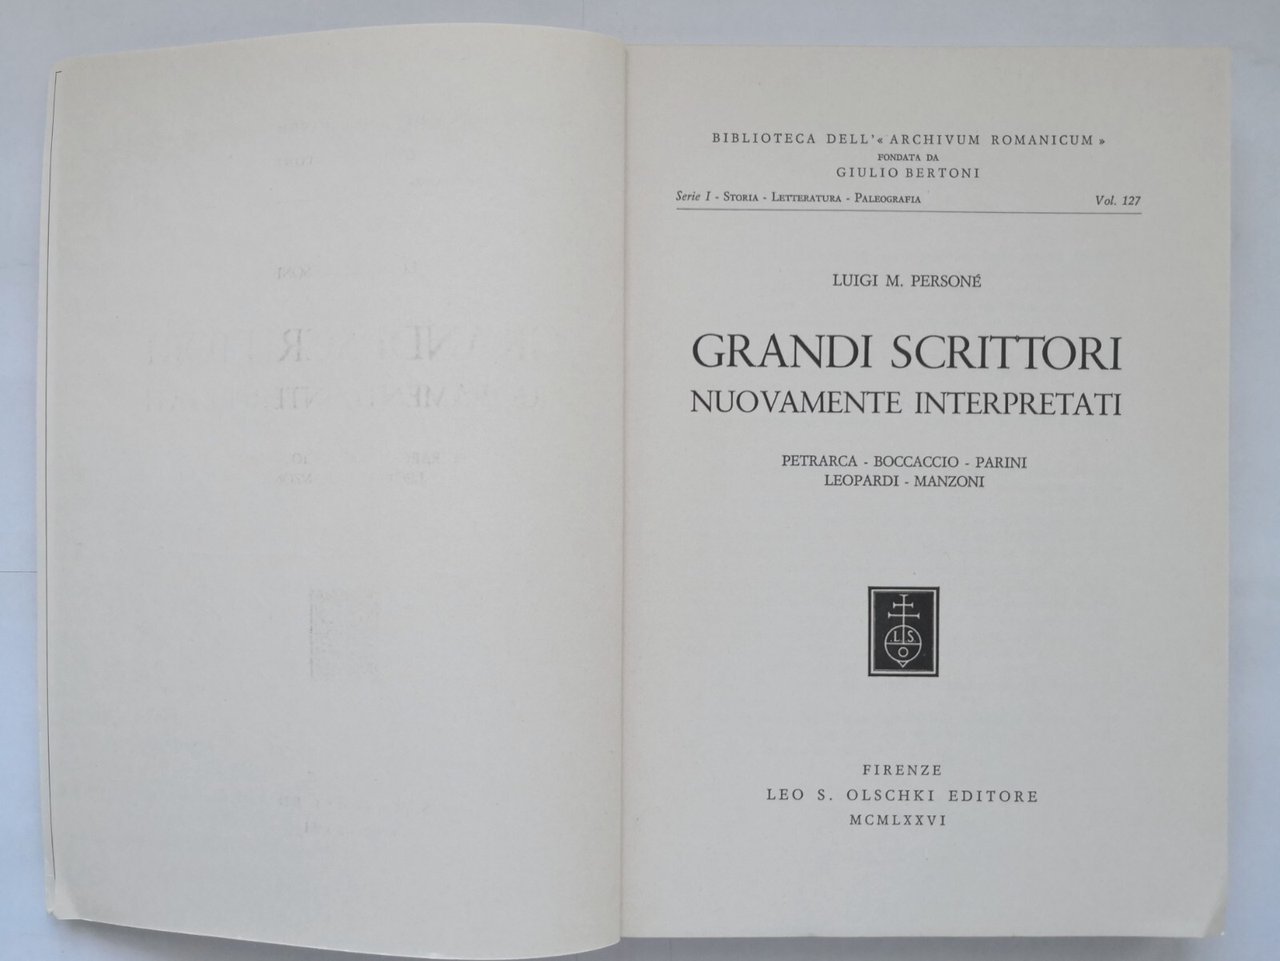 BIBLIOTECA DELL'« ARCHIVUM ROMANICUM »
FONDATA DA
GIULIO BERTONI
Serie I - STORIA - LETTERATURA - PALEOGRAFIA Vol. 127
LUIGI M. PERSONÉ
GRANDI SCRITTORI
NUOVAMENTE INTERPRETATI
PETRARCA - BOCCACCIO - PARINI
LEOPARDI - MANZONI
L S
O
FIRENZE
LEO S. OLSCHKI EDITORE
MCMLXXVI